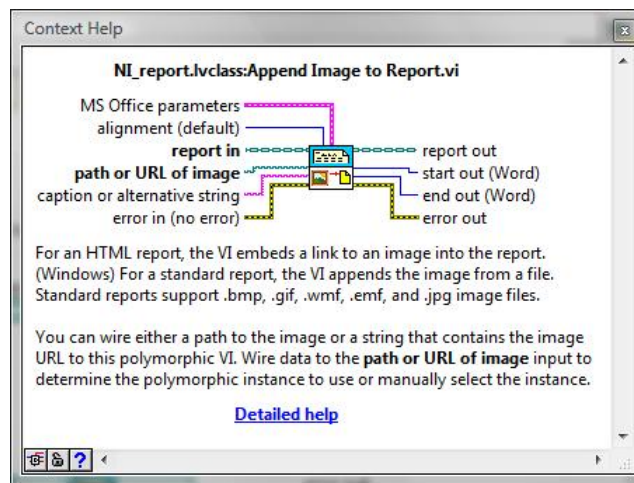 Context Help
NI_report.lvclass:Append Image to Report.vi
MS Office parameters
alignment (default)
report in
report out
path or URL of image
start out (Word)
caption or alternative string
end out (Word)
error in (no error)
error out
For an HTML report, the VI embeds a link to an image into the report.
(Windows) For a standard report, the VI appends the image from a file.
Standard reports support .bmp, .gif, .wmf, .emf, and .jpg image files.
You can wire either a path to the image or a string that contains the image
URL to this polymorphic VI. Wire data to the path or URL of image input to
determine the polymorphic instance to use or manually select the instance.
Detailed help
?